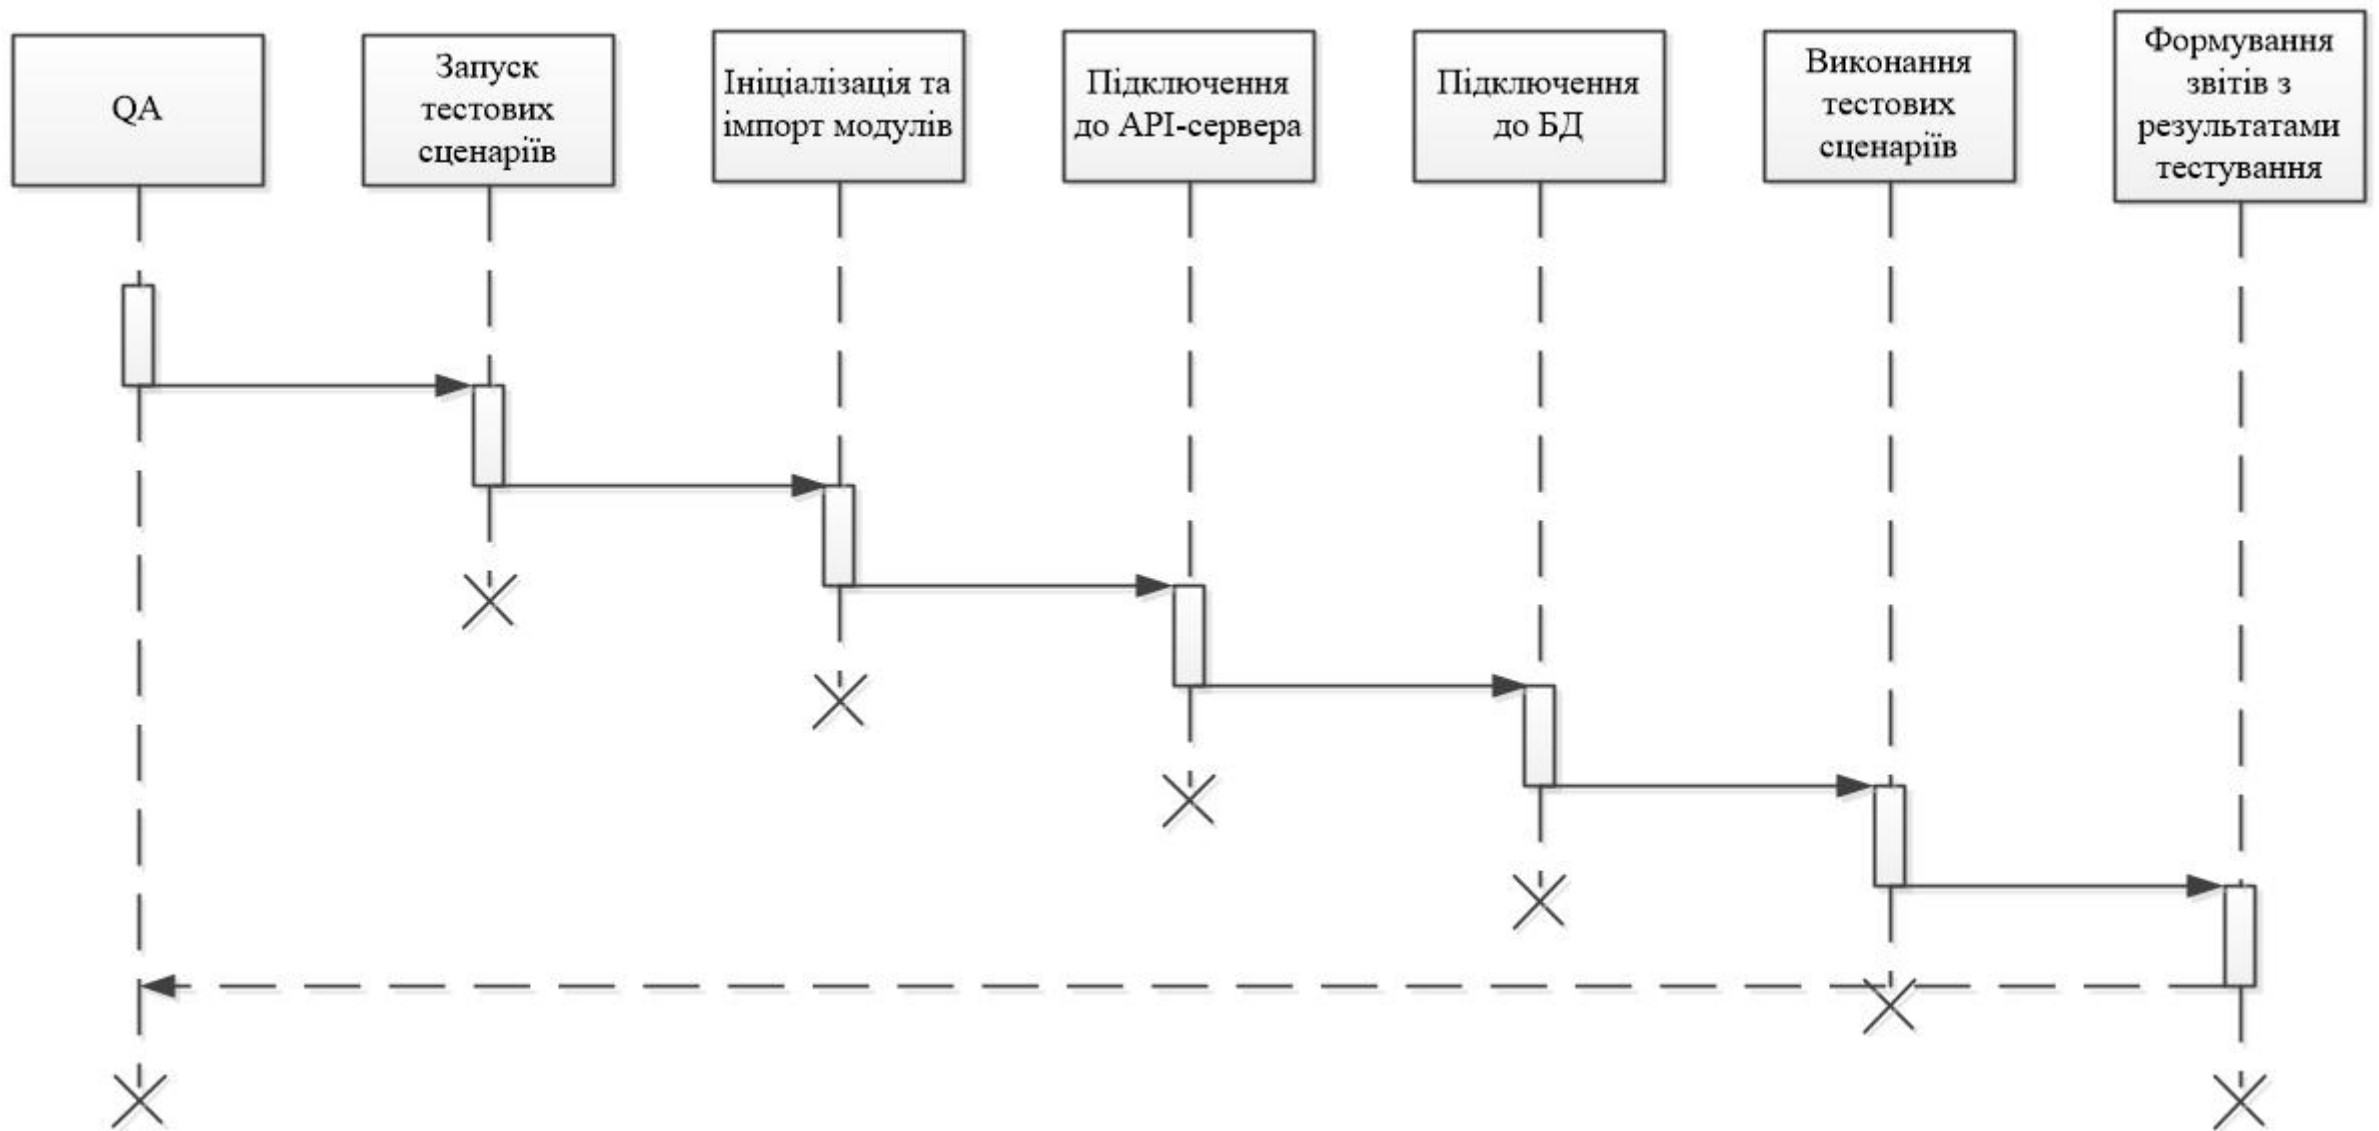 QA
Запуск
тестових
сценаріїв
Ініціалізація та
імпорт модулів
Підключення
до API-сервера
Підключення
до БД
Виконання
тестових
сценаріїв
Формування
звітів з
результатами
тестування